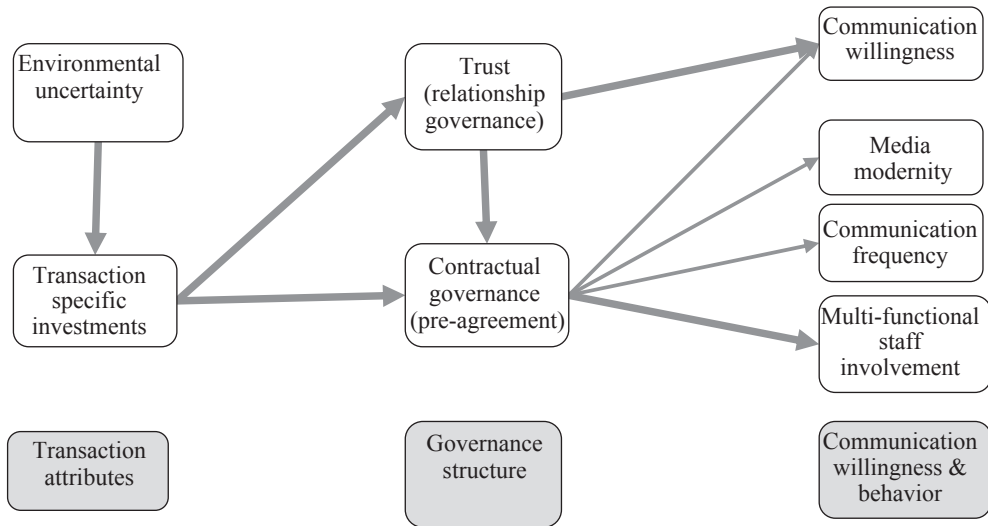 Environmental
uncertainty
Trust
(relationship
governance)
Communication
willingness
Media
modernity
Communication
frequency
Transaction
specific
investments
Contractual
governance
(pre-agreement)
Multi-functional
staff
involvement
Transaction
attributes
Governance
structure
Communication
willingness &
behavior